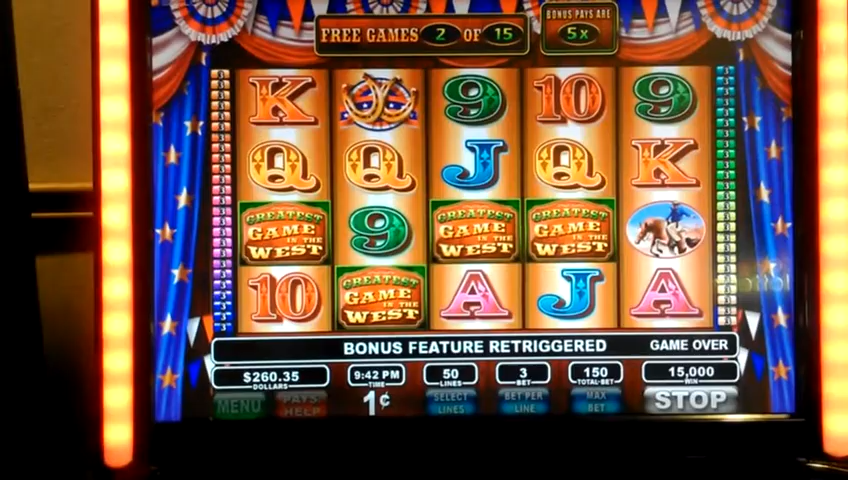 FREE GAMES 2 OF 15
BONUS PAYS ARE
5x
K 9 10 9
Q Q J Q K
GREATEST GAME IN THE WEST
9
GREATEST GAME IN THE WEST
GREATEST GAME IN THE WEST
10
GREATEST GAME IN THE WEST
A J A
BONUS FEATURE RETRIGGERED
GAME OVER
$260.35
DOLLARS
9:42 PM
TIME
50
LINES
3
BET
150
TOTAL BET
15,000
WIN
MENU
PAYS
HELP
1¢
SELECT
LINES
BET PER
LINE
MAX
BET
STOP